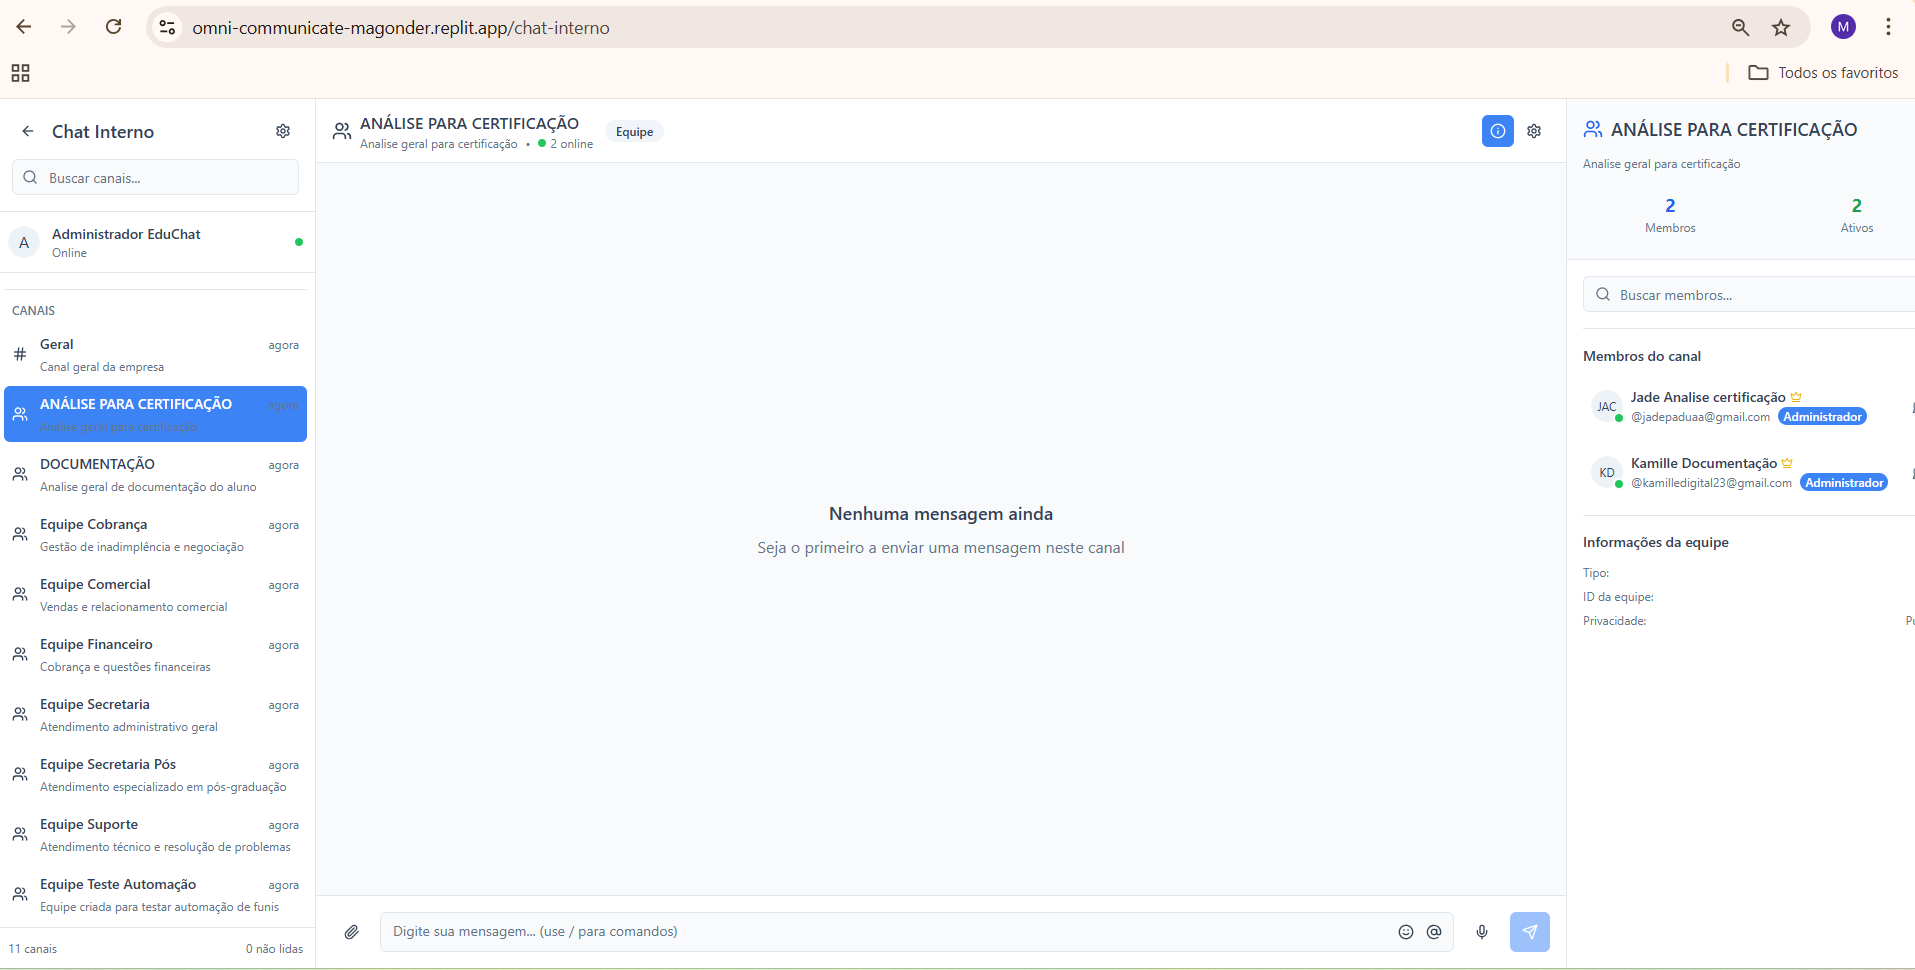 omni-communicate-magonder.replit.app/chat-interno
M
Todos os favoritos
Chat Interno
Buscar canais...
A
Administrador EduChat
Online
CANAIS
Geral
agora
Canal geral da empresa
ANÁLISE PARA CERTIFICAÇÃO
agora
Analise geral para certificação
DOCUMENTAÇÃO
agora
Analise geral de documentação do aluno
Equipe Cobrança
agora
Gestão de inadimplência e negociação
Equipe Comercial
agora
Vendas e relacionamento comercial
Equipe Financeiro
agora
Cobrança e questões financeiras
Equipe Secretaria
agora
Atendimento administrativo geral
Equipe Secretaria Pós
agora
Atendimento especializado em pós-graduação
Equipe Suporte
agora
Atendimento técnico e resolução de problemas
Equipe Teste Automação
agora
Equipe criada para testar automação de funis
11 canais
0 não lidas
ANÁLISE PARA CERTIFICAÇÃO
Analise geral para certificação • 2 online
Equipe
Nenhuma mensagem ainda
Seja o primeiro a enviar uma mensagem neste canal
Digite sua mensagem... (use / para comandos)
ANÁLISE PARA CERTIFICAÇÃO
Analise geral para certificação
2
2
Membros
Ativos
Buscar membros...
Membros do canal
JAC
Jade Analise certificação
@jadepaduaa@gmail.com Administrador
KD
Kamille Documentação
@kamilledigital23@gmail.com Administrador
Informações da equipe
Tipo:
ID da equipe:
Privacidade: